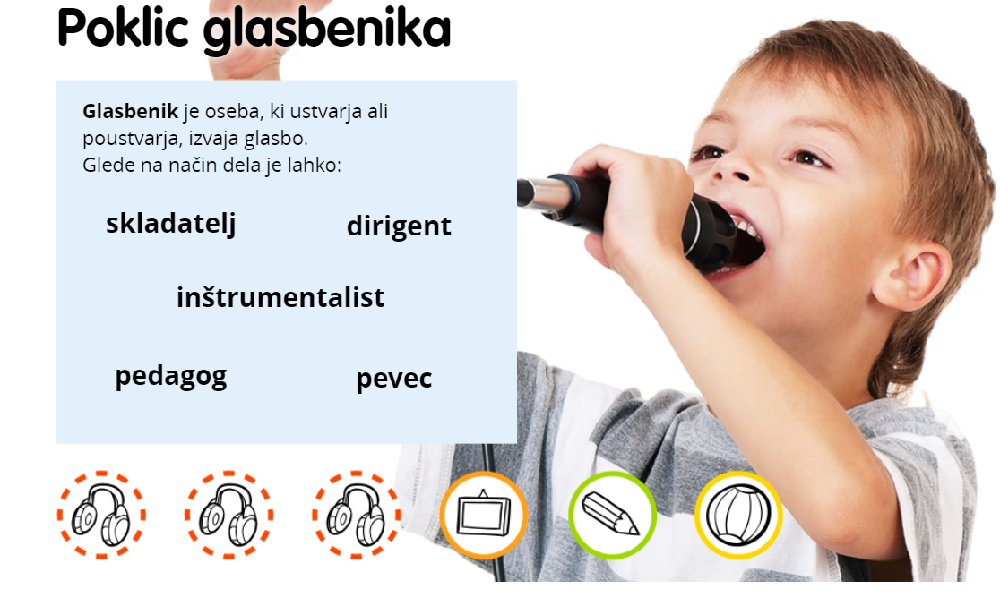 Poklic glasbenika
Glasbenik je oseba, ki ustvarja ali
poustvarja, izvaja glasbo.
Glede na način dela je lahko:
skladatelj
dirigent
inštrumentalist
pedagog
pevec